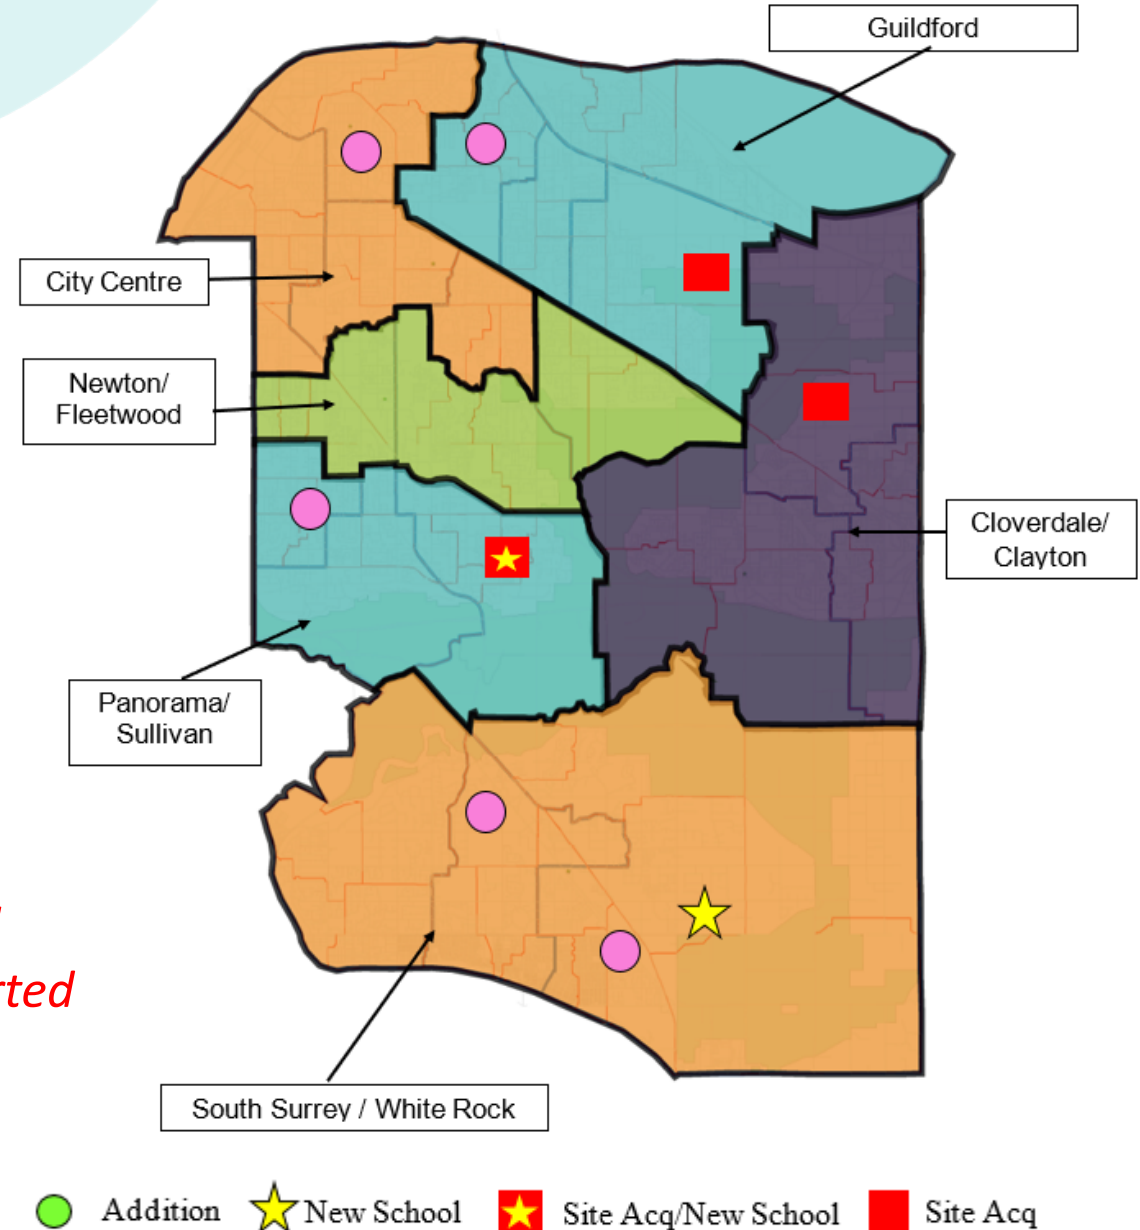 Guildford
City Centre
Newton/
Fleetwood
Cloverdale/
Clayton
Panorama/
Sullivan
rted
South Surrey / White Rock
Addition
New School
Site Acq/New School
Site Acq